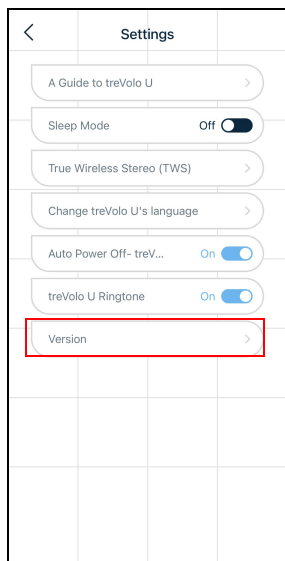 Settings
A Guide to treVolo U
Sleep Mode Off
True Wireless Stereo (TWS)
Change treVolo U's language
Auto Power Off- treV... On
treVolo U Ringtone On
Version